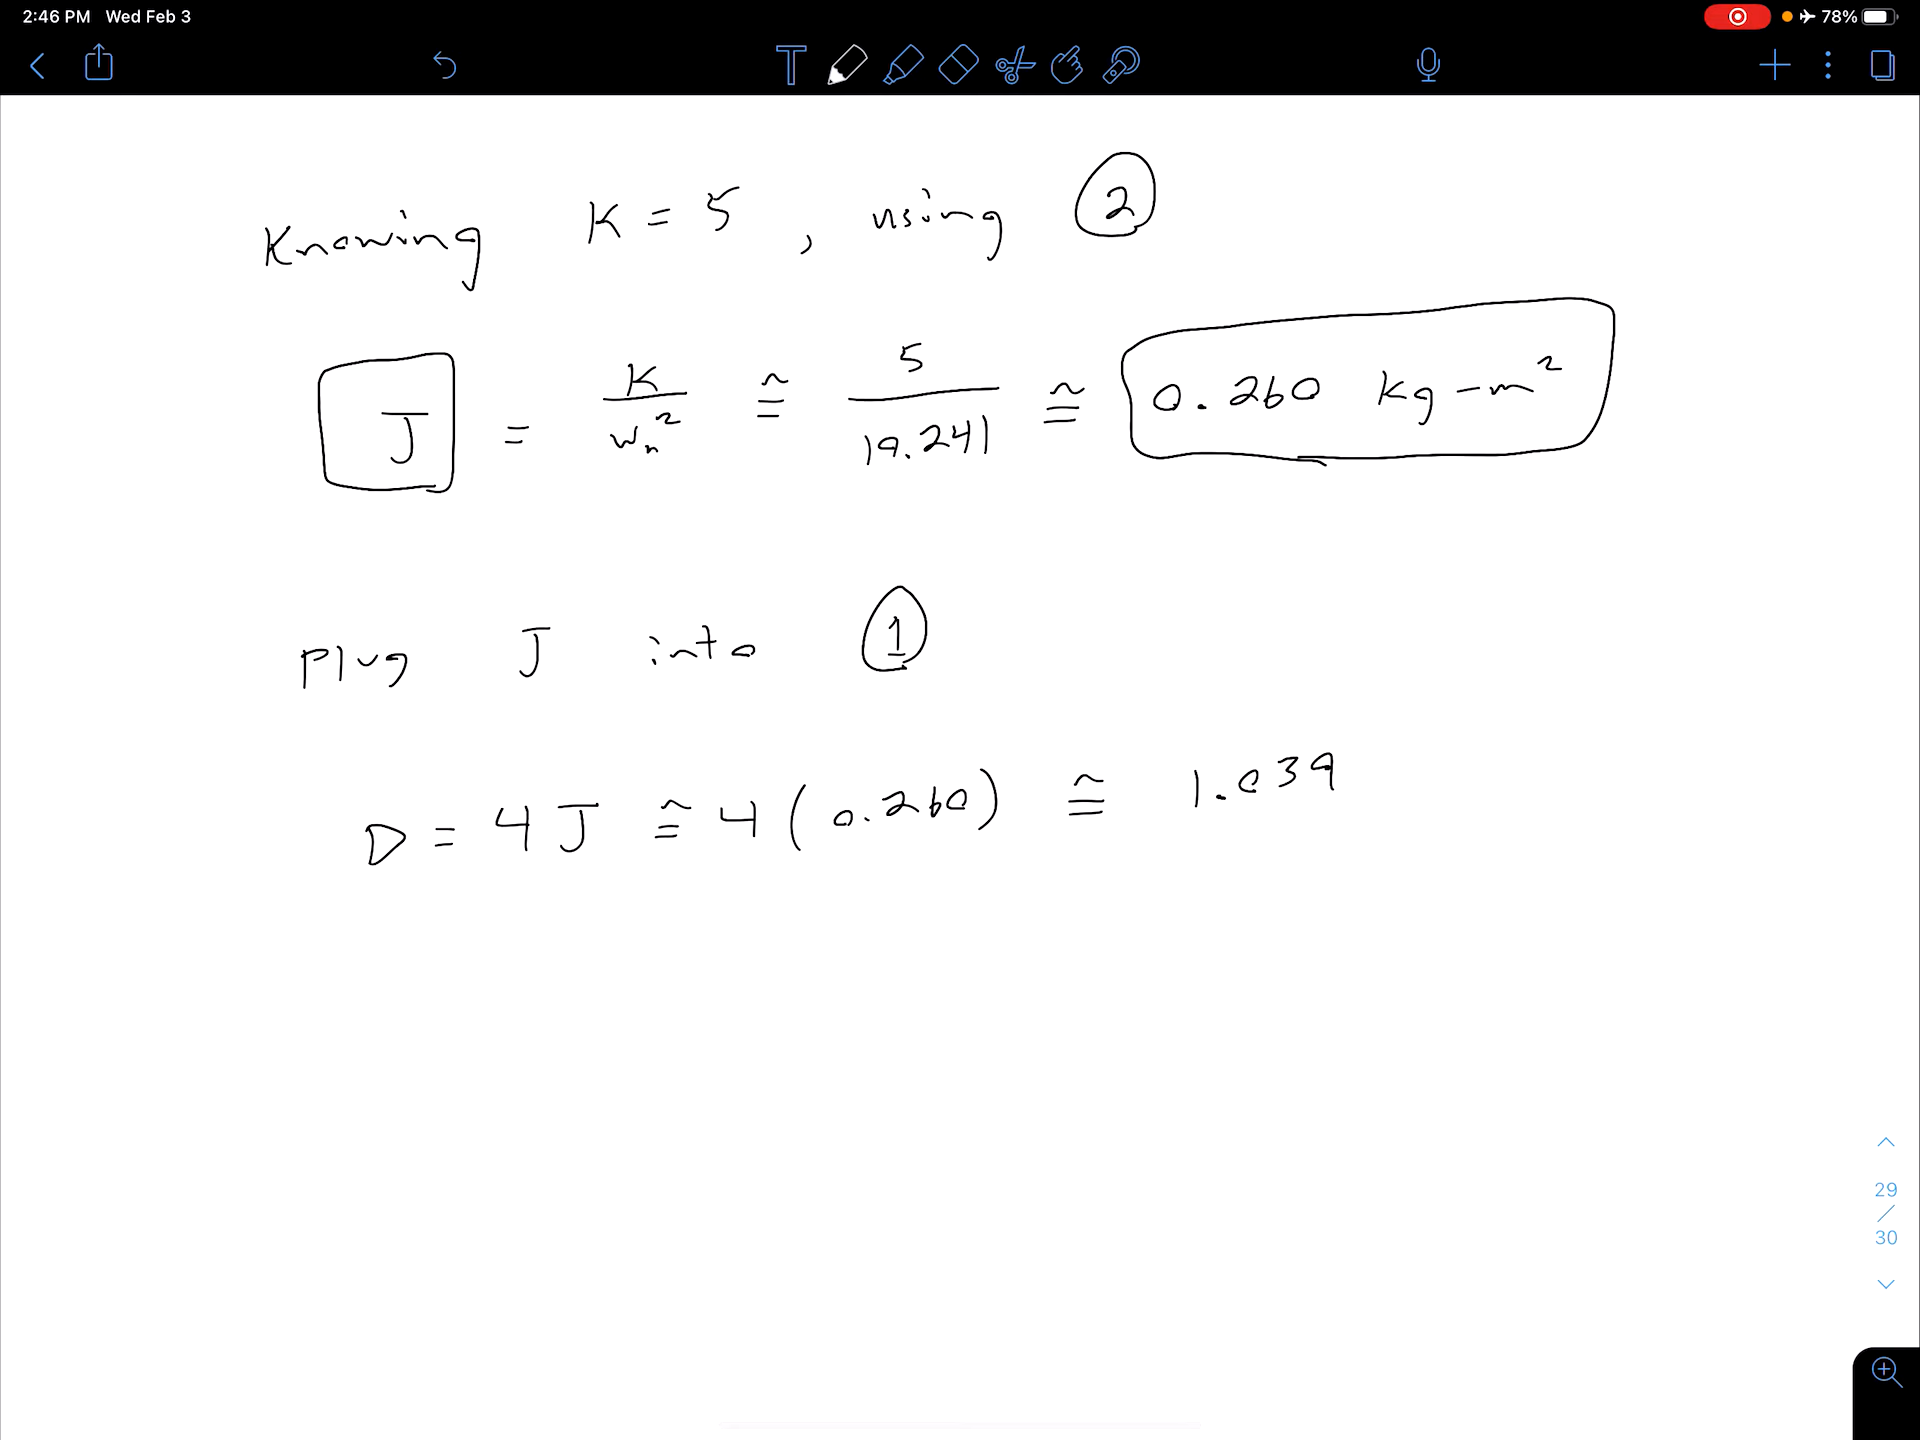 2:46 PM Wed Feb 3 78%
T
Knowing K = 5 , using ②
J = K/wₙ² ≅ 5/19.241 ≅ 0.260 kg-m²
Plug J into ①
D = 4 J ≅ 4 ( 0.260 ) ≅ 1.039
29
/
30